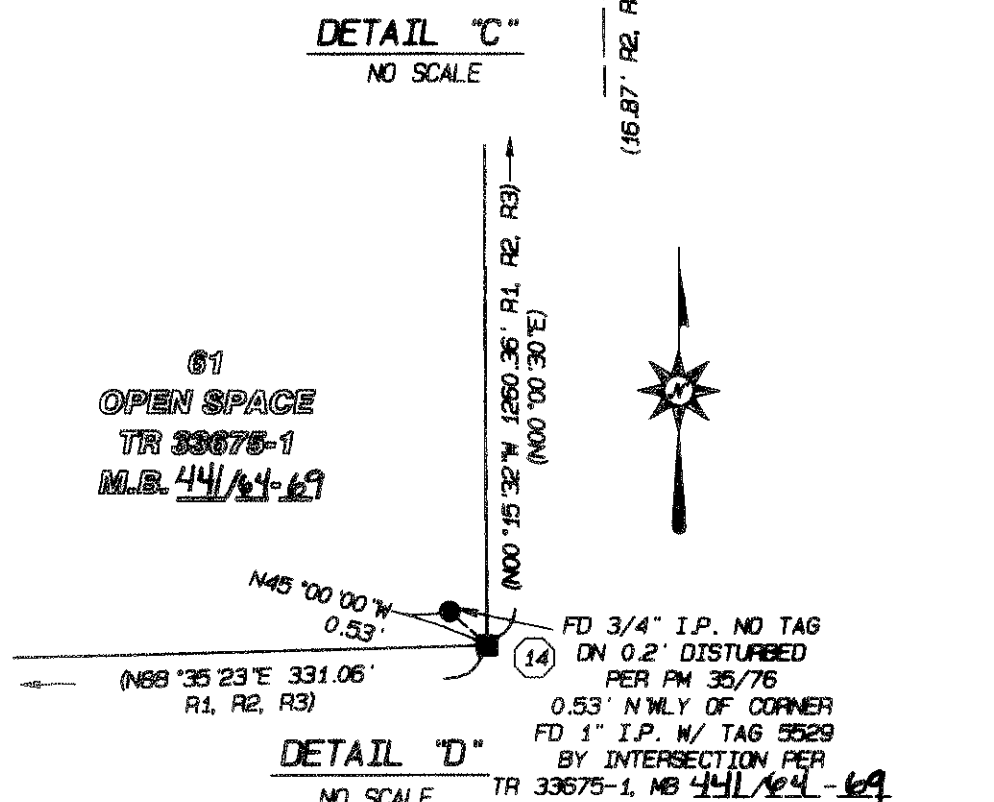 DETAIL "C"
NO SCALE
(16.87' R2, R
(N00°15'32"W 1260.36' R1, R2, R3)
(N00°00'30"E)
N
61
OPEN SPACE
TR 33675-1
M.B. 441/64-69
N45°00'00"W
0.53'
(N88°35'23"E 331.06'
R1, R2, R3)
14
FD 3/4" I.P. NO TAG
DN 0.2' DISTURBED
PER PM 35/76
0.53' N'WLY OF CORNER
FD 1" I.P. W/ TAG 5529
BY INTERSECTION PER
TR 33675-1, MB 441/64-69
DETAIL "D"
NO SCALE